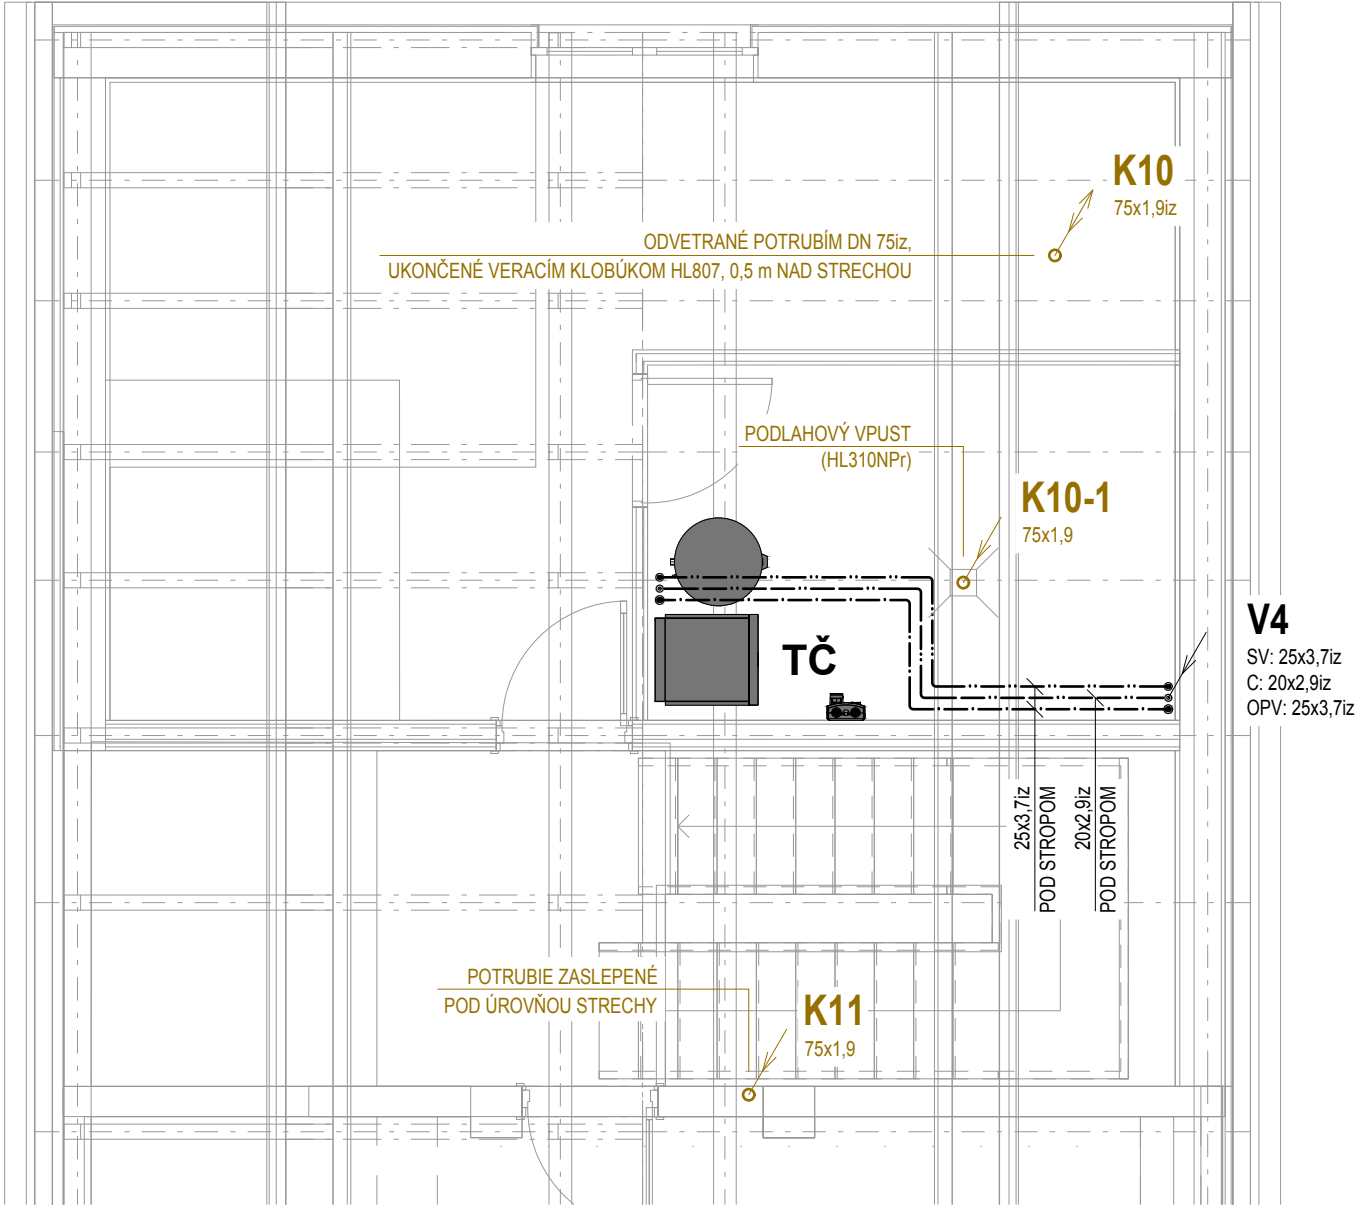 K10
75x1,9iz
ODVETRANÉ POTRUBÍM DN 75iz,
UKONČENÉ VERACÍM KLOBÚKOM HL807, 0,5 m NAD STRECHOU
PODLAHOVÝ VPUST
(HL310NPr)
K10-1
75x1,9
TČ
V4
SV: 25x3,7iz
C: 20x2,9iz
OPV: 25x3,7iz
25x3,7iz
POD STROPOM
20x2,9iz
POD STROPOM
POTRUBIE ZASLEPENÉ
POD ÚROVŇOU STRECHY
K11
75x1,9